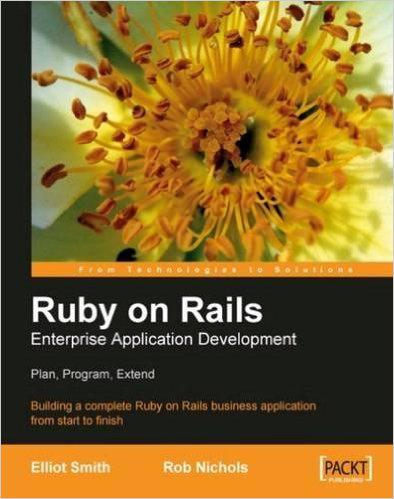 From Technologies to Solutions
Ruby on Rails
Enterprise Application Development
Plan, Program, Extend
Building a complete Ruby on Rails business application
from start to finish
Elliot Smith Rob Nichols
PACKT
PUBLISHING